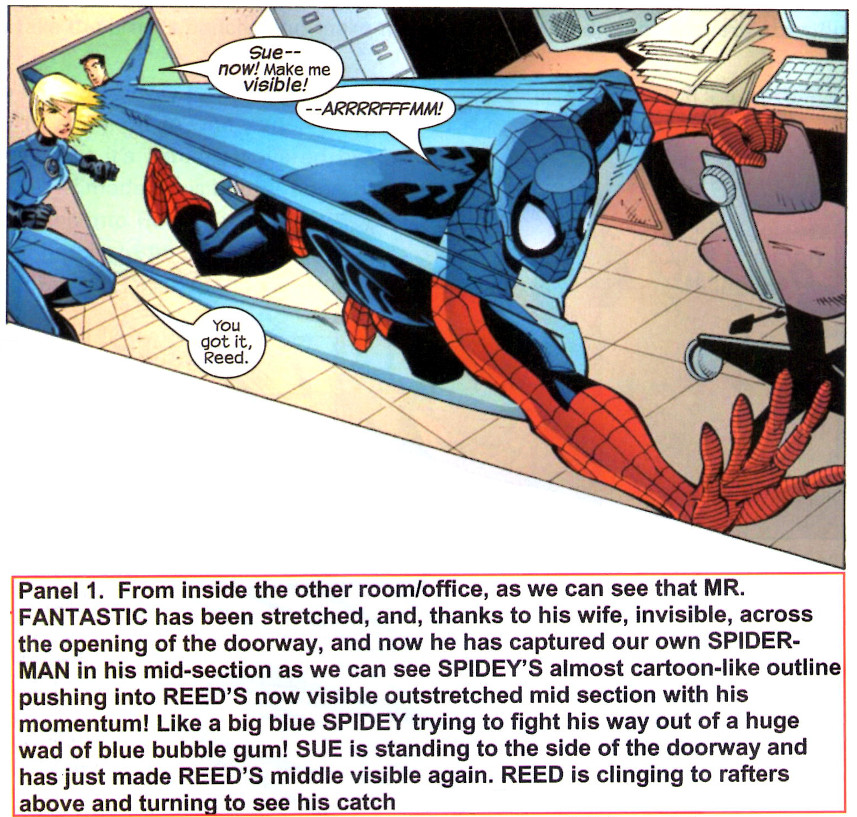 Sue--
now! Make me
visible!
--ARRRRFFFMM!
You
got it,
Reed.
Panel 1. From inside the other room/office, as we can see that MR.
FANTASTIC has been stretched, and, thanks to his wife, invisible, across
the opening of the doorway, and now he has captured our own SPIDER-
MAN in his mid-section as we can see SPIDEY'S almost cartoon-like outline
pushing into REED'S now visible outstretched mid section with his
momentum! Like a big blue SPIDEY trying to fight his way out of a huge
wad of blue bubble gum! SUE is standing to the side of the doorway and
has just made REED'S middle visible again. REED is clinging to rafters
above and turning to see his catch